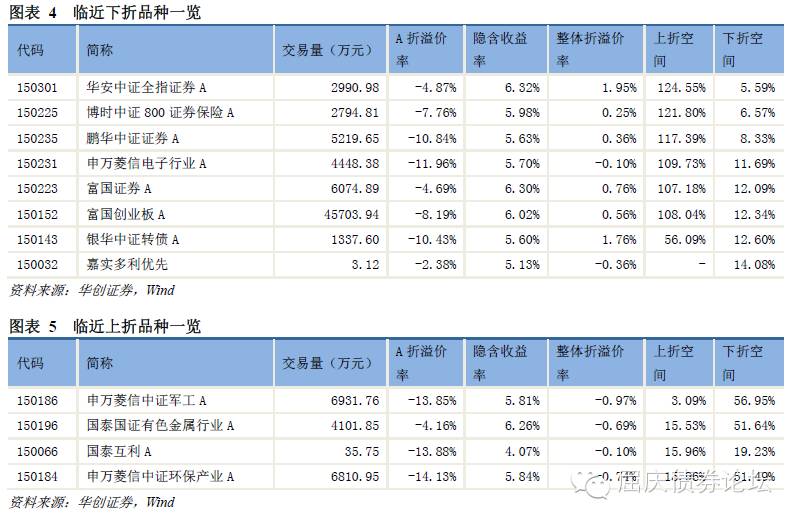 图表 4 临近下折品种一览
代码 简称 交易量（万元） A 折溢价率 隐含收益率 整体折溢价率 上折空间 下折空间
150301 华安中证全指证券 A 2990.98 -4.87% 6.32% 1.95% 124.55% 5.59%
150225 博时中证 800 证券保险 A 2794.81 -7.76% 5.98% 0.25% 121.80% 6.57%
150235 鹏华中证证券 A 5219.65 -10.84% 5.63% 0.36% 117.39% 8.33%
150231 申万菱信电子行业 A 4448.38 -11.96% 5.70% -0.10% 109.73% 11.69%
150223 富国证券 A 6074.89 -4.69% 6.30% 0.76% 107.18% 12.09%
150152 富国创业板 A 45703.94 -8.19% 6.02% 0.56% 108.04% 12.34%
150143 银华中证转债 A 1337.60 -10.43% 5.60% 1.76% 56.09% 12.60%
150032 嘉实多利优先 3.12 -2.38% 5.13% -0.36% - 14.08%
资料来源：华创证券，Wind
图表 5 临近上折品种一览
代码 简称 交易量（万元） A 折溢价率 隐含收益率 整体折溢价率 上折空间 下折空间
150186 申万菱信中证军工 A 6931.76 -13.85% 5.81% -0.97% 3.09% 56.95%
150196 国泰国证有色金属行业 A 4101.85 -4.16% 6.26% -0.69% 15.53% 51.64%
150066 国泰互利 A 35.75 -13.88% 4.07% -0.10% 15.96% 19.23%
150184 申万菱信中证环保产业 A 6810.95 -14.13% 5.84% -0.74% 51.49%
屈庆债券论坛
资料来源：华创证券，Wind